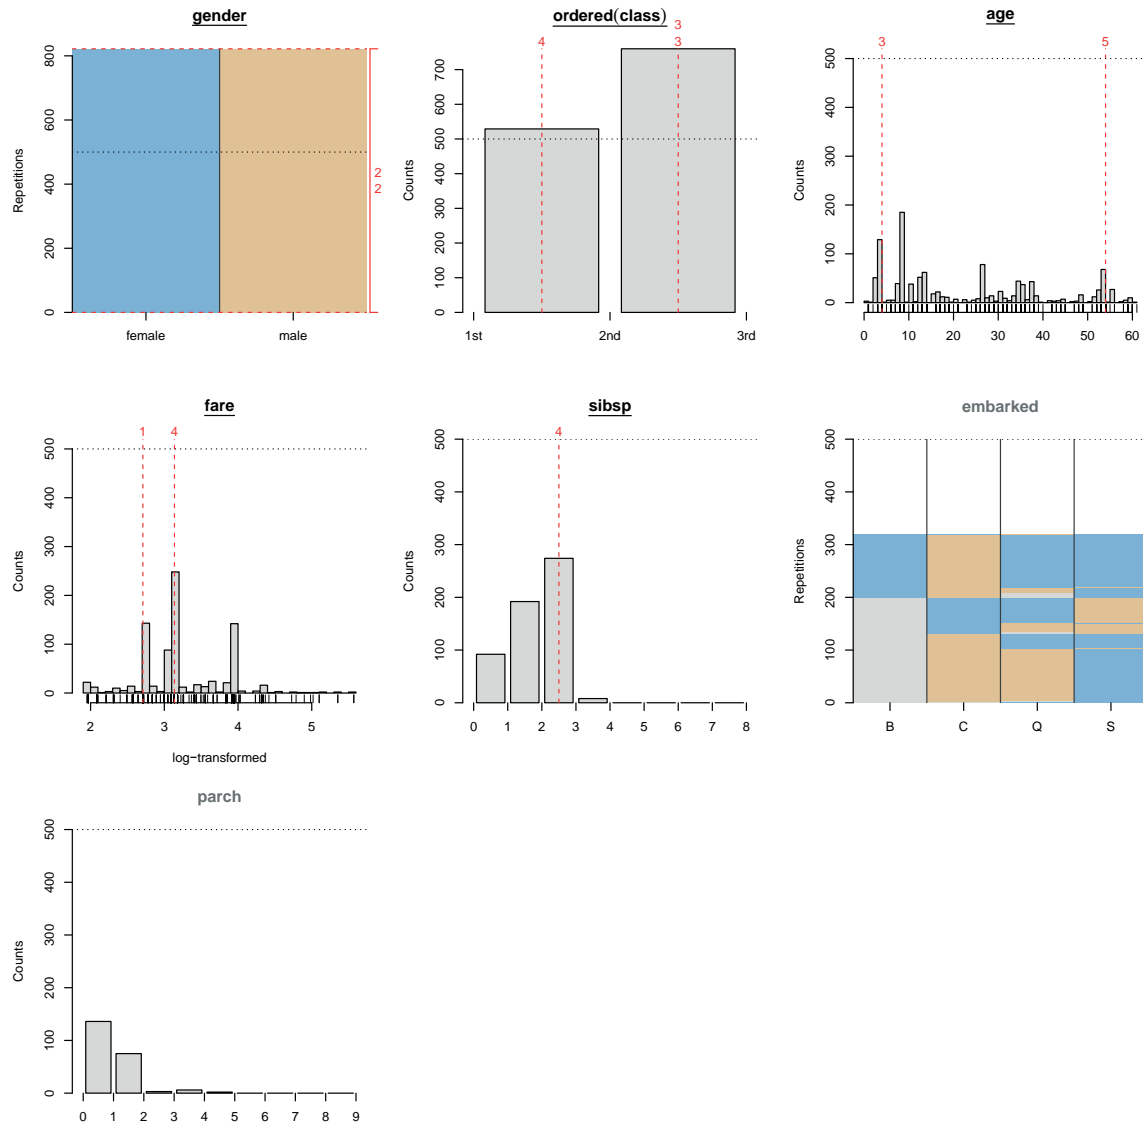 gender
Repetitions
0 200 400 600 800
female male
2
2
ordered(class)
4 3
3
Counts
0 100 200 300 400 500 600 700
1st 2nd 3rd
age
3 5
Counts
0 100 200 300 400 500
0 10 20 30 40 50 60
fare
1 4
Counts
0 100 200 300 400 500
2 3 4 5
log−transformed
sibsp
4
Counts
0 100 200 300 400 500
0 1 2 3 4 5 6 7 8
embarked
Repetitions
0 100 200 300 400 500
B C Q S
parch
Counts
0 100 200 300 400 500
0 1 2 3 4 5 6 7 8 9